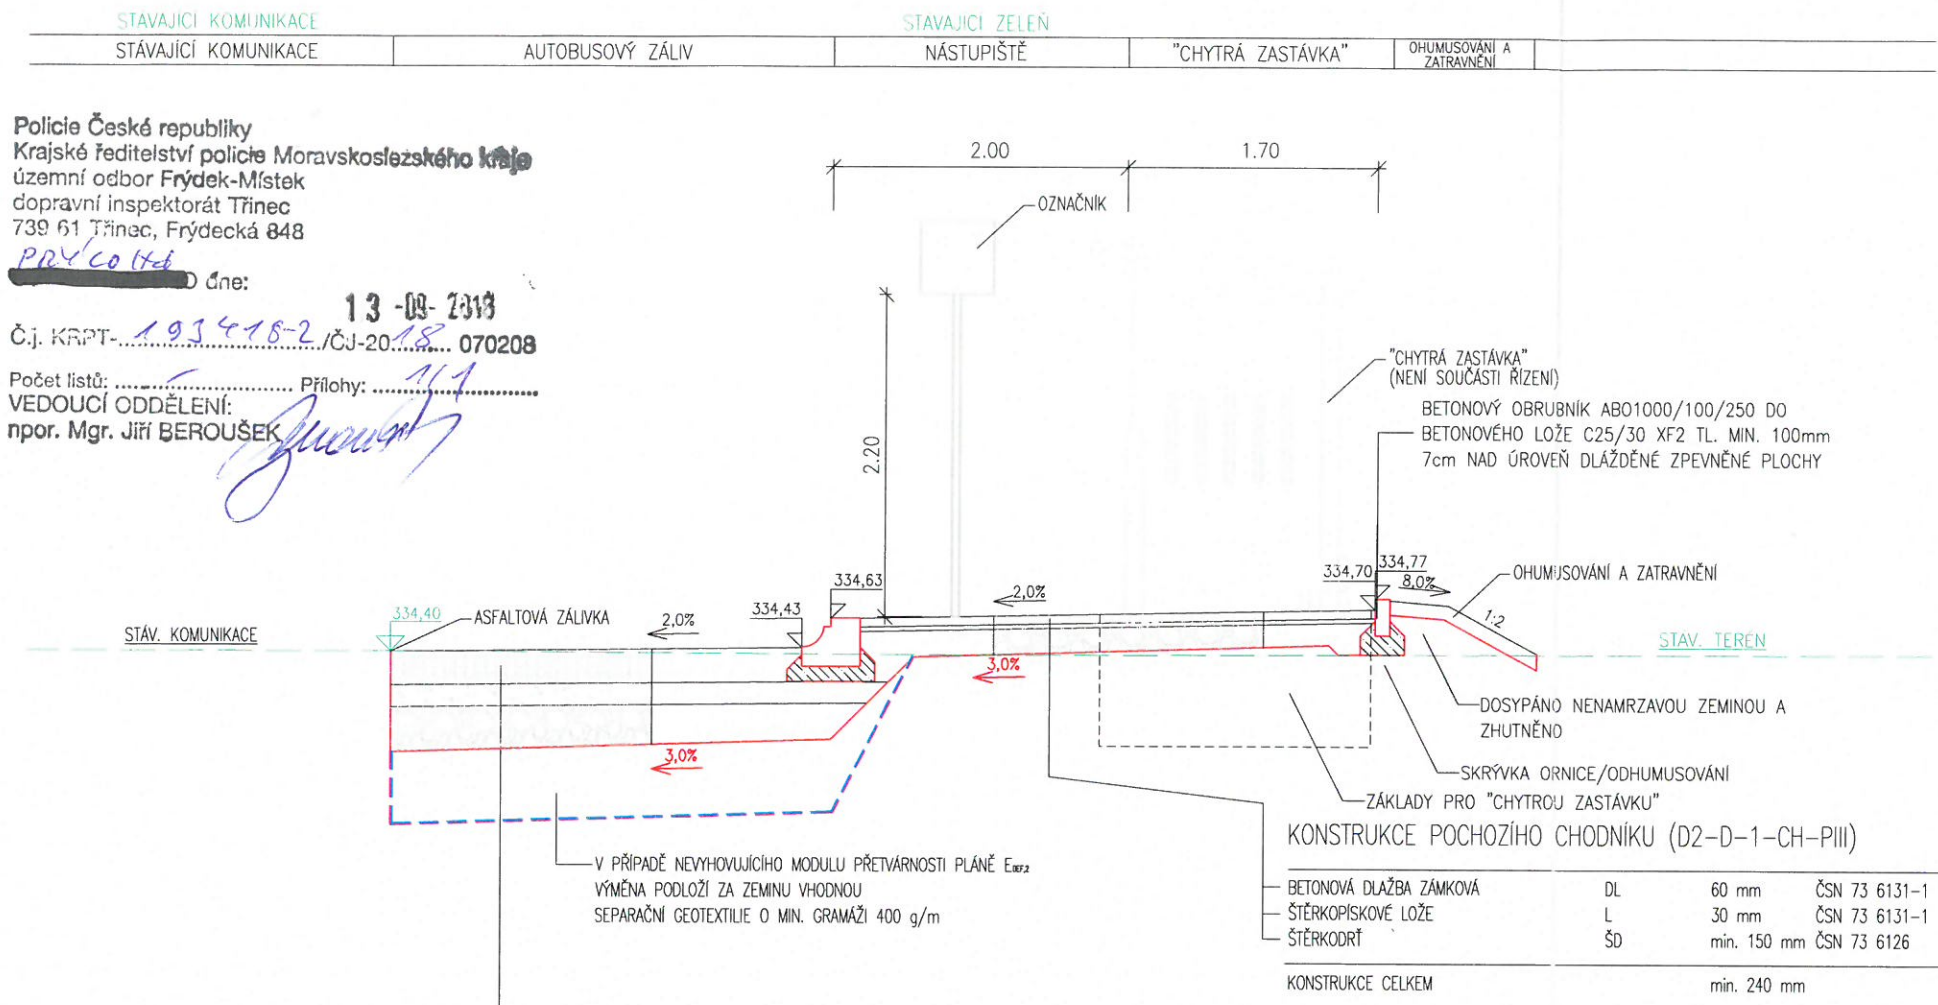 STÁVAJÍCÍ KOMUNIKACE
STÁVAJÍCÍ ZELEŇ
STÁVAJÍCÍ KOMUNIKACE
AUTOBUSOVÝ ZÁLIV
NÁSTUPIŠTĚ
"CHYTRÁ ZASTÁVKA"
OHUMUSOVÁNÍ A
ZATRAVNĚNÍ
Policie České republiky
Krajské ředitelství policie Moravskoslezského kraje
územní odbor Frýdek-Místek
dopravní inspektorát Třinec
739 61 Třinec, Frýdecká 848
dne:
13 -09- 2018
Č.j. KRPT- 193418-2 /ČJ-2018 070208
Počet listů: Přílohy: 1/1
VEDOUCÍ ODDĚLENÍ:
npor. Mgr. Jiří BEROUŠEK
2.00
1.70
OZNAČNÍK
2.20
"CHYTRÁ ZASTÁVKA"
(NENÍ SOUČÁSTI ŘÍZENÍ)
BETONOVÝ OBRUBNÍK ABO1000/100/250 DO
BETONOVÉHO LOŽE C25/30 XF2 TL. MIN. 100mm
7cm NAD ÚROVEŇ DLÁŽDĚNÉ ZPEVNĚNÉ PLOCHY
334,40
ASFALTOVÁ ZÁLIVKA
2,0%
334,43
334,63
2,0%
334,70
334,77
8,0%
OHUMUSOVÁNÍ A ZATRAVNĚNÍ
1:2
STÁV. KOMUNIKACE
STAV. TERÉN
3,0%
3,0%
DOSYPÁNO NENAMRZAVOU ZEMINOU A
ZHUTNĚNO
SKRÝVKA ORNICE/ODHUMUSOVÁNÍ
ZÁKLADY PRO "CHYTROU ZASTÁVKU"
V PŘÍPADĚ NEVYHOVUJÍCÍHO MODULU PŘETVÁRNOSTI PLÁNĚ EDEF,2
VÝMĚNA PODLOŽÍ ZA ZEMINU VHODNOU
SEPARAČNÍ GEOTEXTILIE O MIN. GRAMÁŽI 400 g/m
KONSTRUKCE POCHOZÍHO CHODNÍKU (D2-D-1-CH-PIII)
BETONOVÁ DLAŽBA ZÁMKOVÁ DL 60 mm ČSN 73 6131-1
ŠTĚRKOPÍSKOVÉ LOŽE L 30 mm ČSN 73 6131-1
ŠTĚRKODRŤ ŠD min. 150 mm ČSN 73 6126
KONSTRUKCE CELKEM min. 240 mm